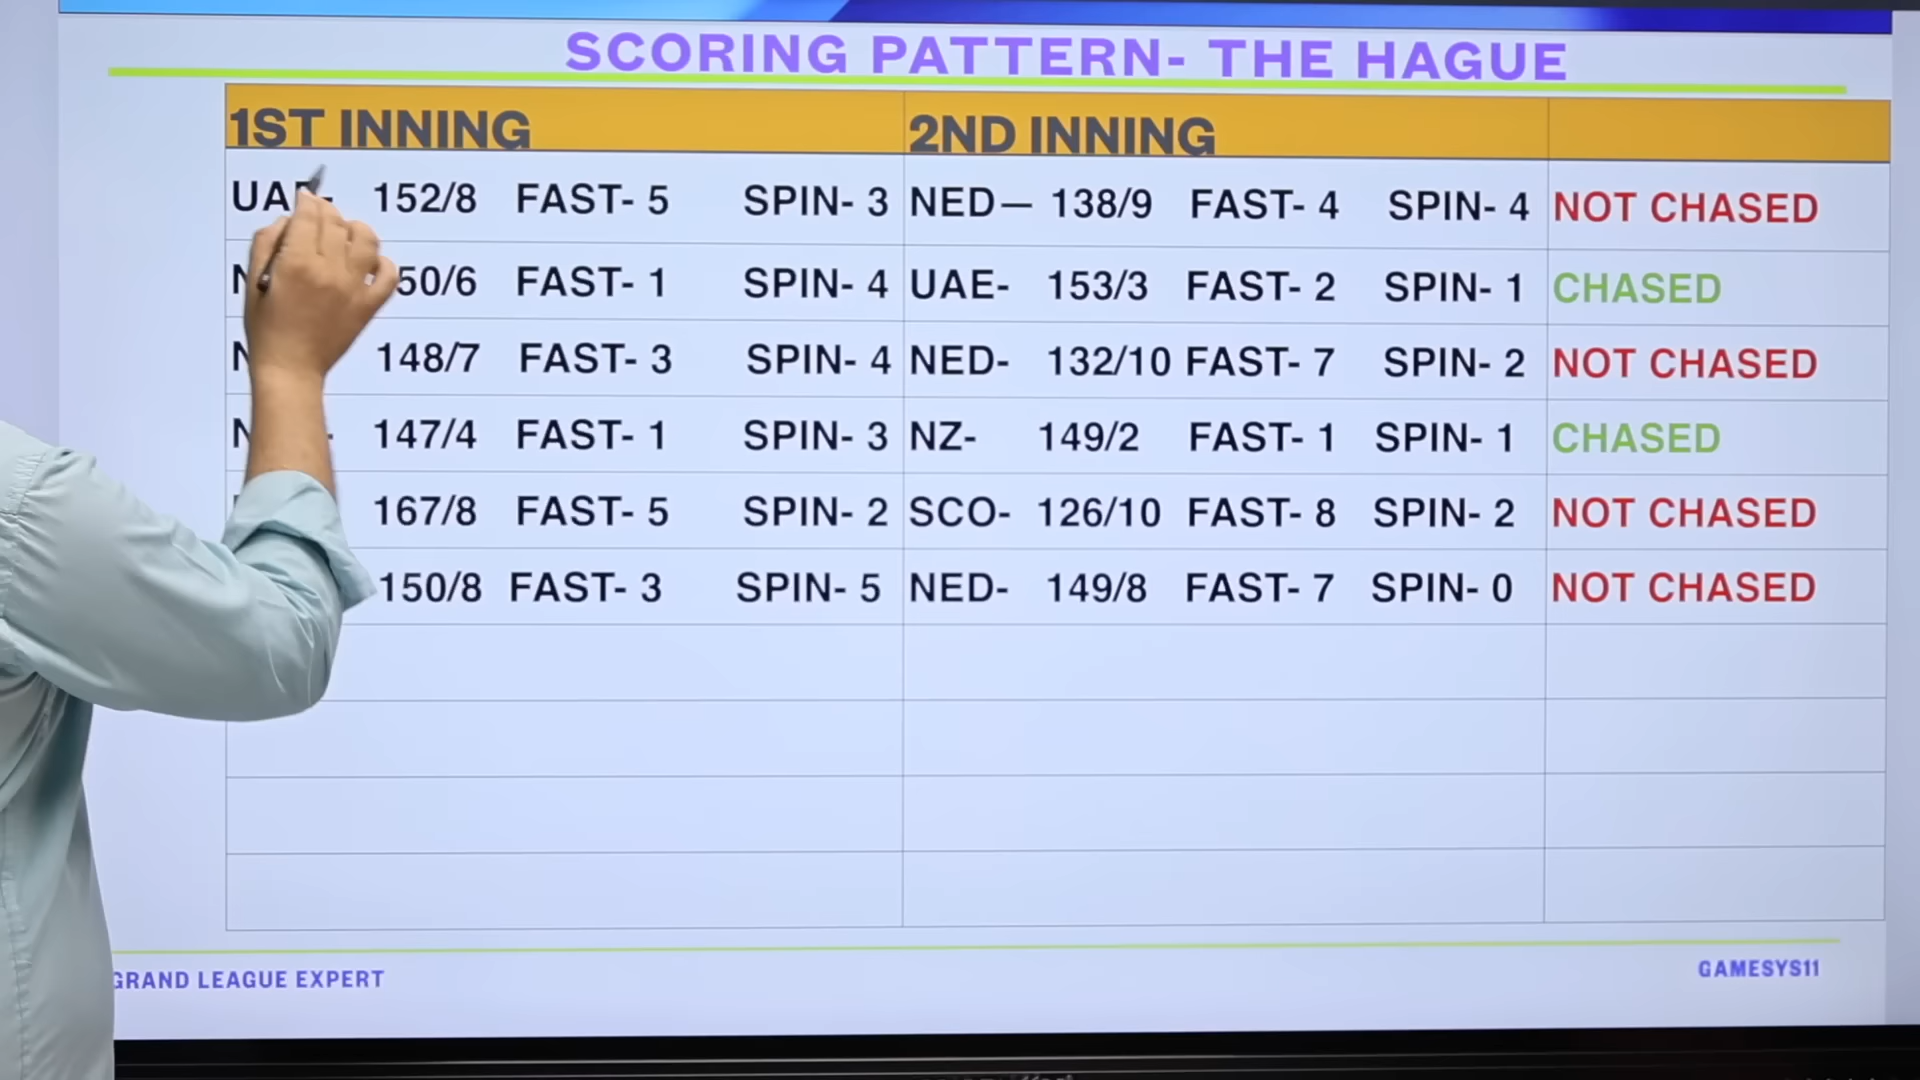 SCORING PATTERN- THE HAGUE
1ST INNING 2ND INNING
152/8 FAST- 5 SPIN- 3 NED— 138/9 FAST- 4 SPIN- 4 NOT CHASED
50/6 FAST- 1 SPIN- 4 UAE- 153/3 FAST- 2 SPIN- 1 CHASED
148/7 FAST- 3 SPIN- 4 NED- 132/10 FAST- 7 SPIN- 2 NOT CHASED
147/4 FAST- 1 SPIN- 3 NZ- 149/2 FAST- 1 SPIN- 1 CHASED
167/8 FAST- 5 SPIN- 2 SCO- 126/10 FAST- 8 SPIN- 2 NOT CHASED
150/8 FAST- 3 SPIN- 5 NED- 149/8 FAST- 7 SPIN- 0 NOT CHASED
GRAND LEAGUE EXPERT
GAMESYS11